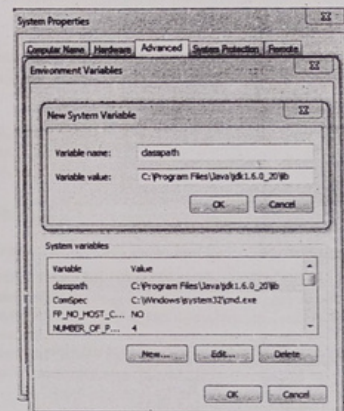 System Properties
Computer Name Hardware Advanced System Protection Remote
Environment Variables
New System Variable
Variable name: classpath
Variable value: C:\Program Files\Java\jdk1.6.0_20\lib
OK Cancel
System variables
Variable Value
classpath C:\Program Files\Java\jdk1.6.0_20\lib
ComSpec C:\Windows\system32\cmd.exe
FP_NO_HOST_C... NO
NUMBER_OF_P... 4
New... Edit... Delete
OK Cancel